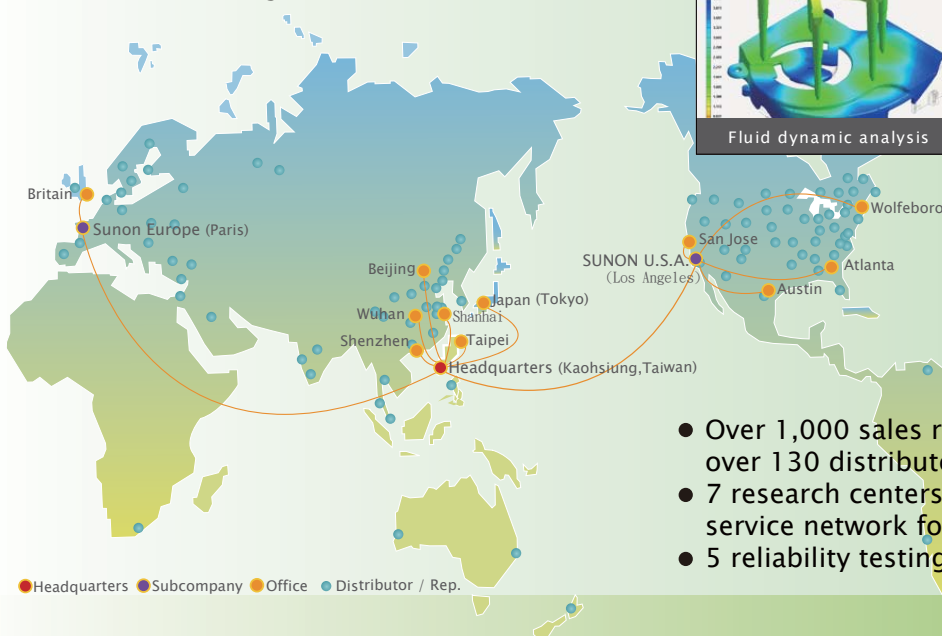 Fluid dynamic analysis
Britain
Sunon Europe (Paris)
Wolfeboro
San Jose
SUNON U.S.A.
(Los Angeles)
Atlanta
Austin
Beijing
Japan (Tokyo)
Wuhan
Shanhai
Shenzhen
Taipei
Headquarters (Kaohsiung,Taiwan)
● Over 1,000 sales r
over 130 distribut
● 7 research centers
service network fo
● 5 reliability testing
Headquarters Subcompany Office Distributor / Rep.